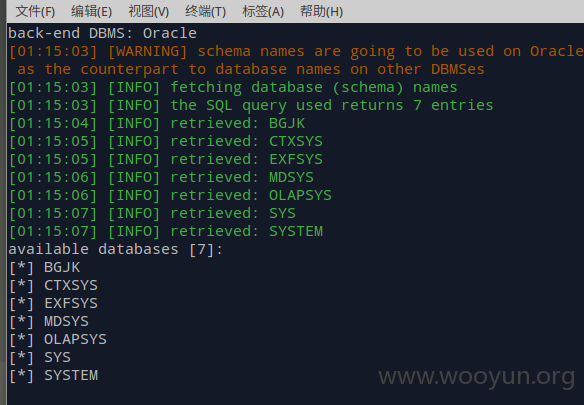 文件(F) 编辑(E) 视图(V) 终端(T) 标签(A) 帮助(H)
back-end DBMS: Oracle
[01:15:03] [WARNING] schema names are going to be used on Oracle
as the counterpart to database names on other DBMSes
[01:15:03] [INFO] fetching database (schema) names
[01:15:03] [INFO] the SQL query used returns 7 entries
[01:15:04] [INFO] retrieved: BGJK
[01:15:05] [INFO] retrieved: CTXSYS
[01:15:05] [INFO] retrieved: EXFSYS
[01:15:06] [INFO] retrieved: MDSYS
[01:15:06] [INFO] retrieved: OLAPSYS
[01:15:07] [INFO] retrieved: SYS
[01:15:07] [INFO] retrieved: SYSTEM
available databases [7]:
[*] BGJK
[*] CTXSYS
[*] EXFSYS
[*] MDSYS
[*] OLAPSYS
[*] SYS
[*] SYSTEM
www.wooyun.org